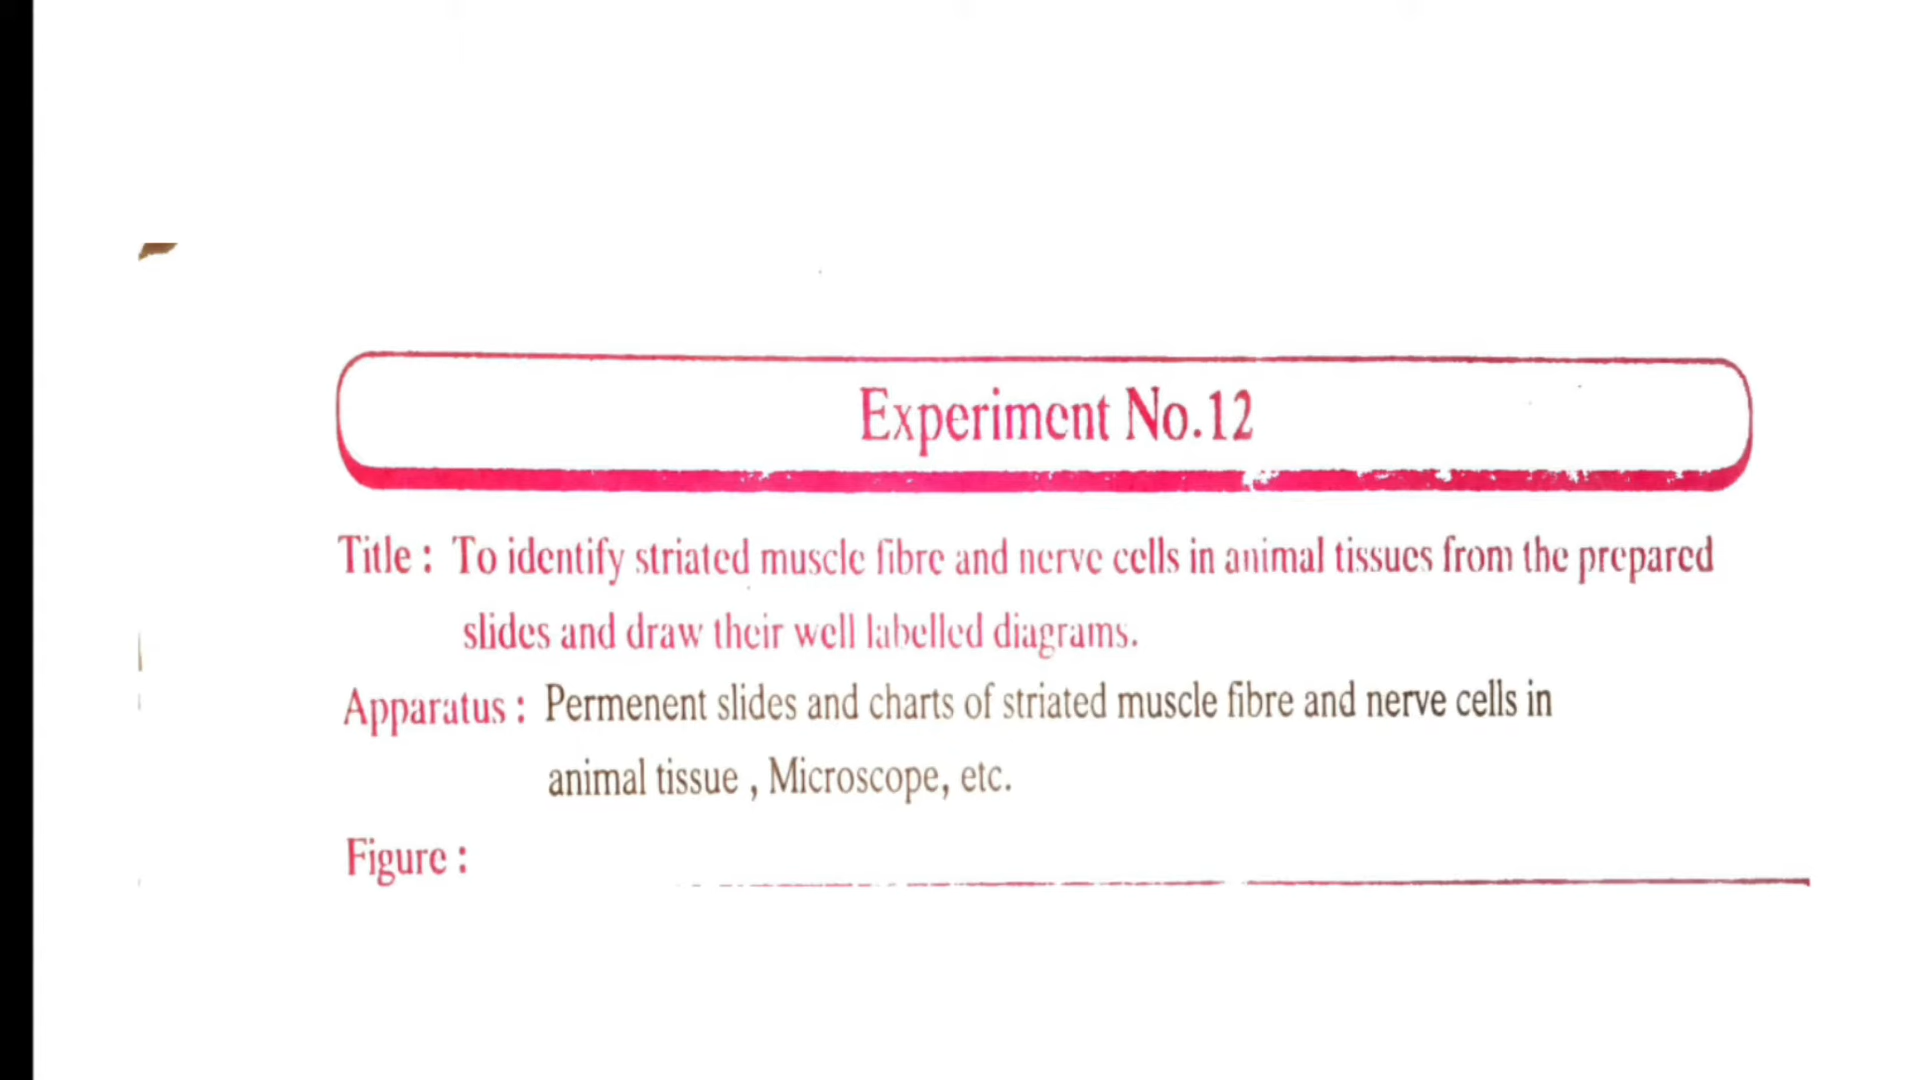 Experiment No.12
Title : To identify striated muscle fibre and nerve cells in animal tissues from the prepared
slides and draw their well labelled diagrams.
Apparatus : Permenent slides and charts of striated muscle fibre and nerve cells in
animal tissue , Microscope, etc.
Figure :